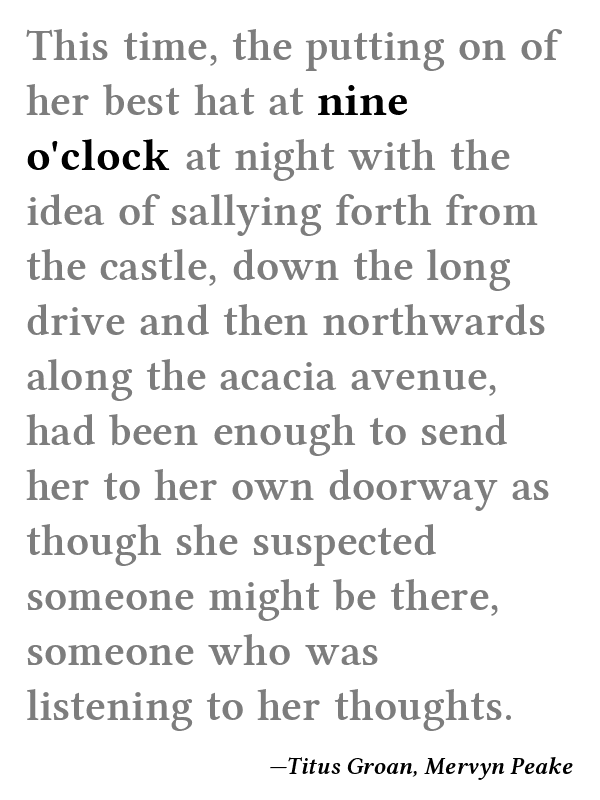 This time, the putting on of
her best hat at nine
o'clock at night with the
idea of sallying forth from
the castle, down the long
drive and then northwards
along the acacia avenue,
had been enough to send
her to her own doorway as
though she suspected
someone might be there,
someone who was
listening to her thoughts.
—Titus Groan, Mervyn Peake